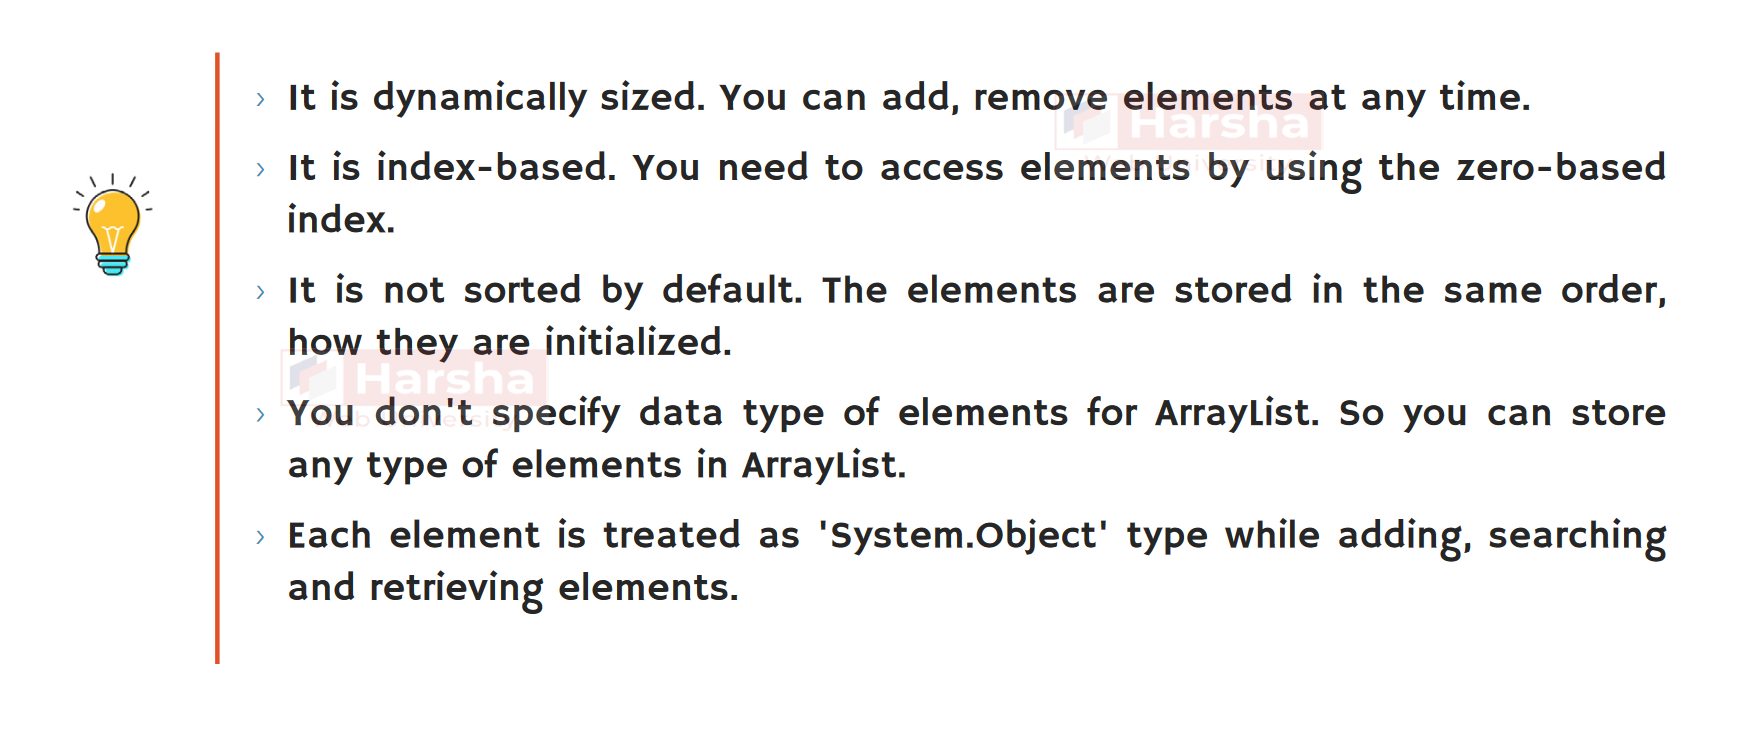 › It is dynamically sized. You can add, remove elements at any time.
› It is index-based. You need to access elements by using the zero-based
index.
› It is not sorted by default. The elements are stored in the same order,
how they are initialized.
› You don't specify data type of elements for ArrayList. So you can store
any type of elements in ArrayList.
› Each element is treated as 'System.Object' type while adding, searching
and retrieving elements.
Harsha
Web University
Harsha
Web University